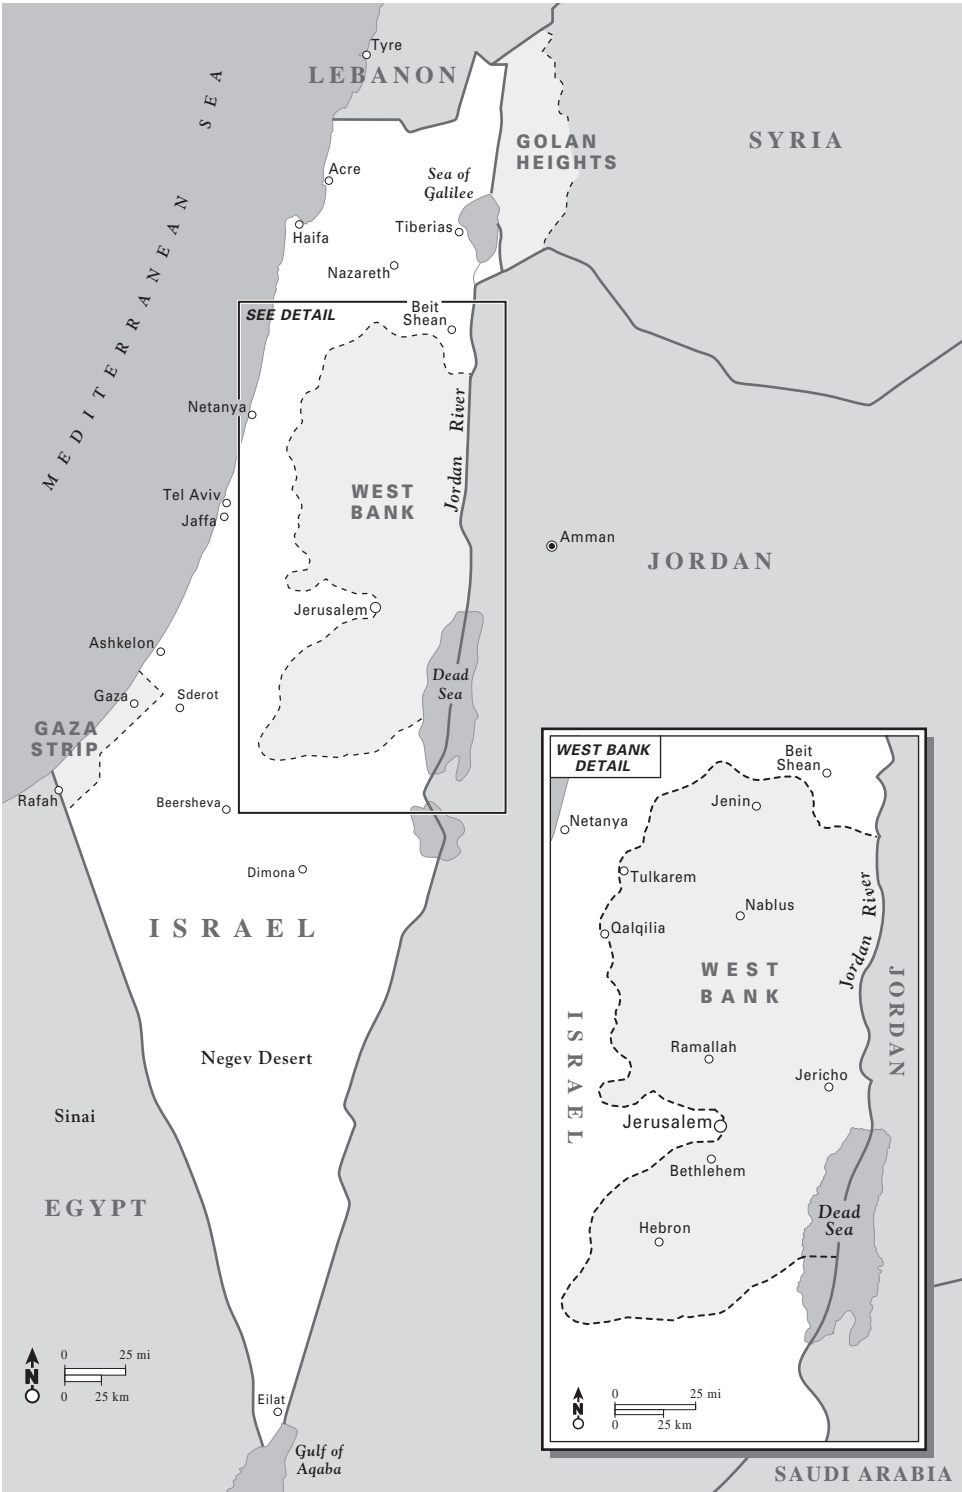 Tyre
LEBANON
MEDITERRANEAN SEA
GOLAN
HEIGHTS
SYRIA
Acre
Sea of
Galilee
Haifa
Tiberias
Nazareth
SEE DETAIL
Beit
Shean
Netanya
Jordan River
Tel Aviv
Jaffa
WEST
BANK
Amman
JORDAN
Jerusalem
Ashkelon
Dead
Sea
Gaza
Sderot
GAZA
STRIP
Rafah
Beersheva
Dimona
ISRAEL
Negev Desert
Sinai
EGYPT
N
0 25 mi
0 25 km
Eilat
Gulf of
Aqaba
WEST BANK
DETAIL
Beit
Shean
Jenin
Netanya
Tulkarem
Nablus
Qalqilia
Jordan River
WEST
BANK
JORDAN
ISRAEL
Ramallah
Jericho
Jerusalem
Bethlehem
Dead
Sea
Hebron
N
0 25 mi
0 25 km
SAUDI ARABIA